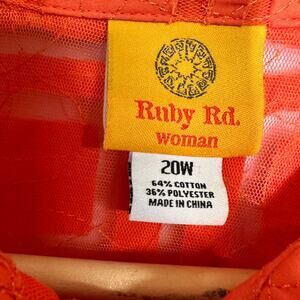 Ruby Rd.
woman
20W
64% COTTON
36% POLYESTER
MADE IN CHINA